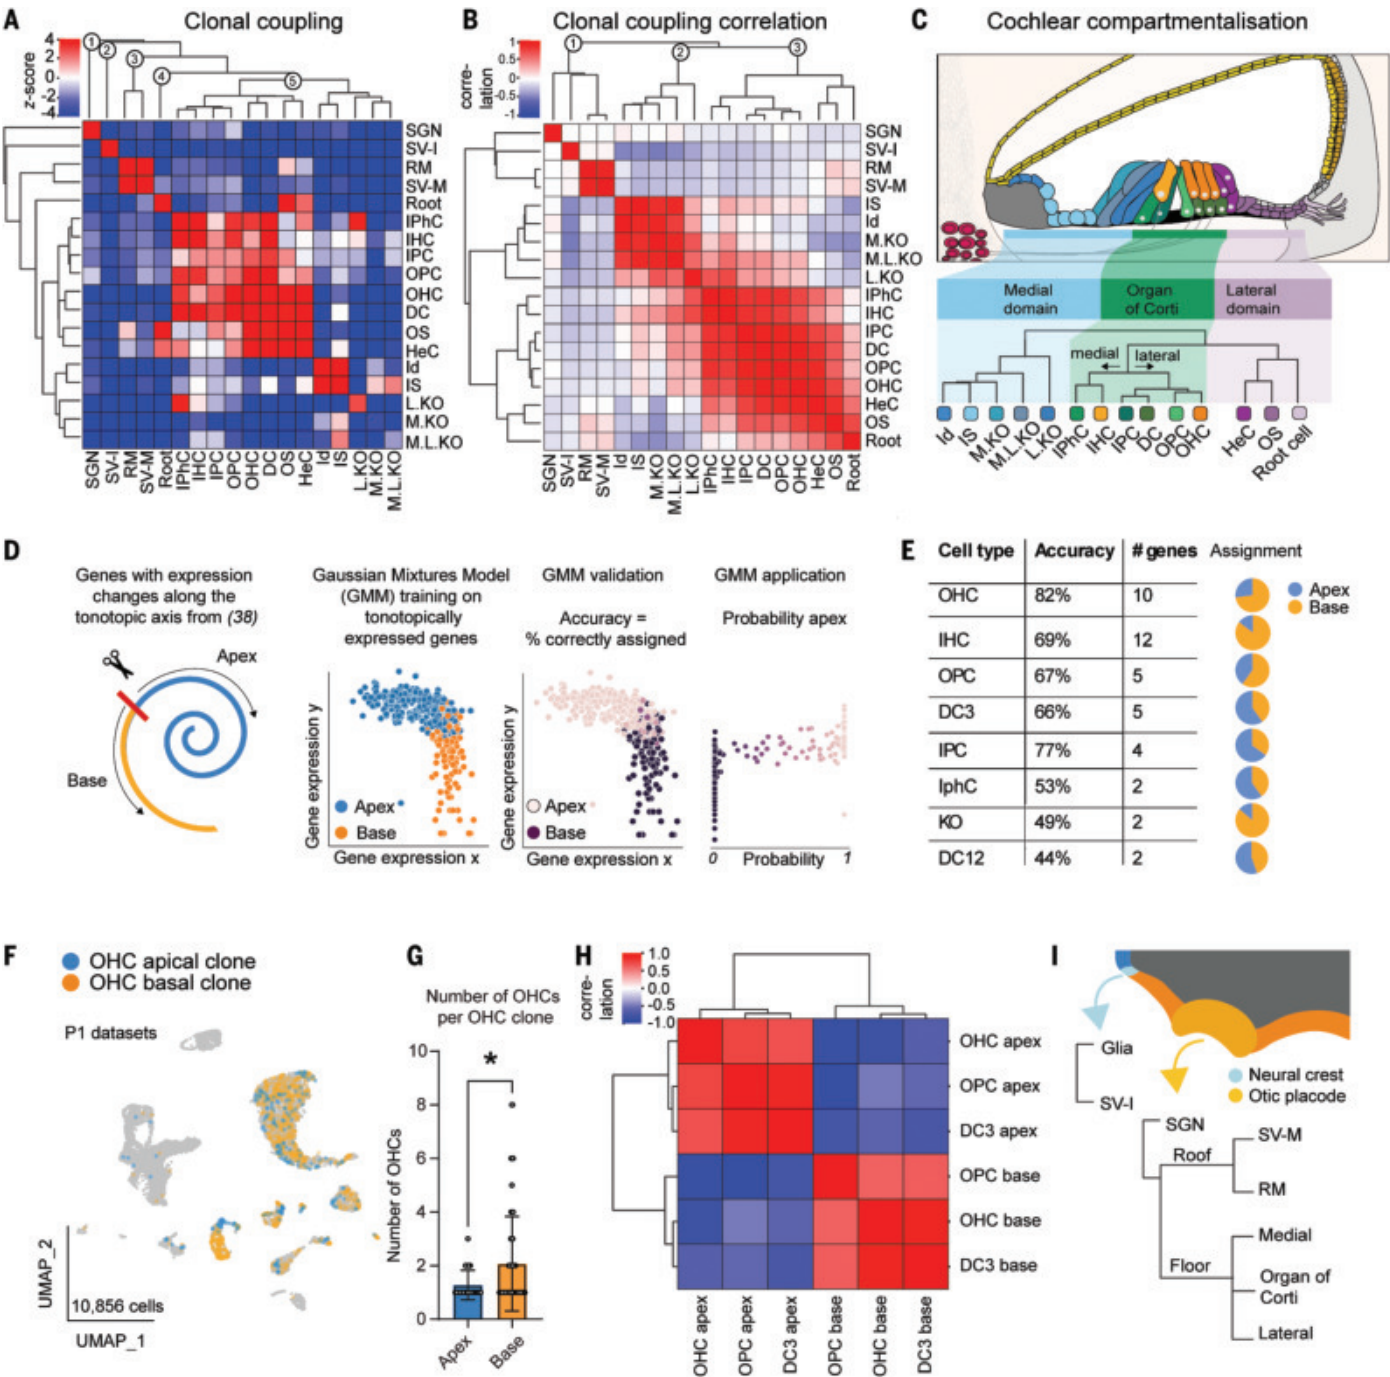 A
Clonal coupling
z-score
4
2
0
-2
-4
1
2
3
4
5
SGN
SV-I
RM
SV-M
Root
IPhC
IHC
IPC
OPC
OHC
DC
OS
HeC
Id
IS
L.KO
M.KO
M.L.KO
SGN
SV-I
RM
SV-M
Root
IPhC
IHC
IPC
OPC
OHC
DC
OS
HeC
Id
IS
L.KO
M.KO
M.L.KO
B
Clonal coupling correlation
corre-
lation
1
0.5
0
-0.5
-1
1
2
3
SGN
SV-I
RM
SV-M
IS
Id
M.KO
M.L.KO
L.KO
IPhC
IHC
IPC
DC
OPC
OHC
HeC
OS
Root
SGN
SV-I
RM
SV-M
Id
IS
M.KO
M.L.KO
L.KO
IPhC
IHC
IPC
DC
OPC
OHC
HeC
OS
Root
C
Cochlear compartmentalisation
Medial
domain
Organ
of Corti
Lateral
domain
medial
lateral
Id
IS
M.KO
M.L.KO
L.KO
IPhC
IHC
IPC
DC
OPC
OHC
HeC
OS
Root cell
D
Genes with expression
changes along the
tonotopic axis from (38)
Apex
Base
Gaussian Mixtures Model
(GMM) training on
tonotopically
expressed genes
Gene expression y
Apex
Base
Gene expression x
GMM validation
Accuracy =
% correctly assigned
Gene expression y
Apex
Base
Gene expression x
GMM application
Probability apex
0 Probability 1
E
Cell type Accuracy # genes Assignment
OHC 82% 10
IHC 69% 12
OPC 67% 5
DC3 66% 5
IPC 77% 4
IphC 53% 2
KO 49% 2
DC12 44% 2
Apex
Base
F
OHC apical clone
OHC basal clone
P1 datasets
UMAP_2
10,856 cells
UMAP_1
G
Number of OHCs
per OHC clone
Number of OHCs
10
8
6
4
2
0
*
Apex
Base
H
corre-
lation
1.0
0.5
0.0
-0.5
-1.0
OHC apex
OPC apex
DC3 apex
OPC base
OHC base
DC3 base
OHC apex
OPC apex
DC3 apex
OPC base
OHC base
DC3 base
I
Glia
SV-I
Neural crest
Otic placode
SGN
Roof
SV-M
RM
Floor
Medial
Organ of
Corti
Lateral